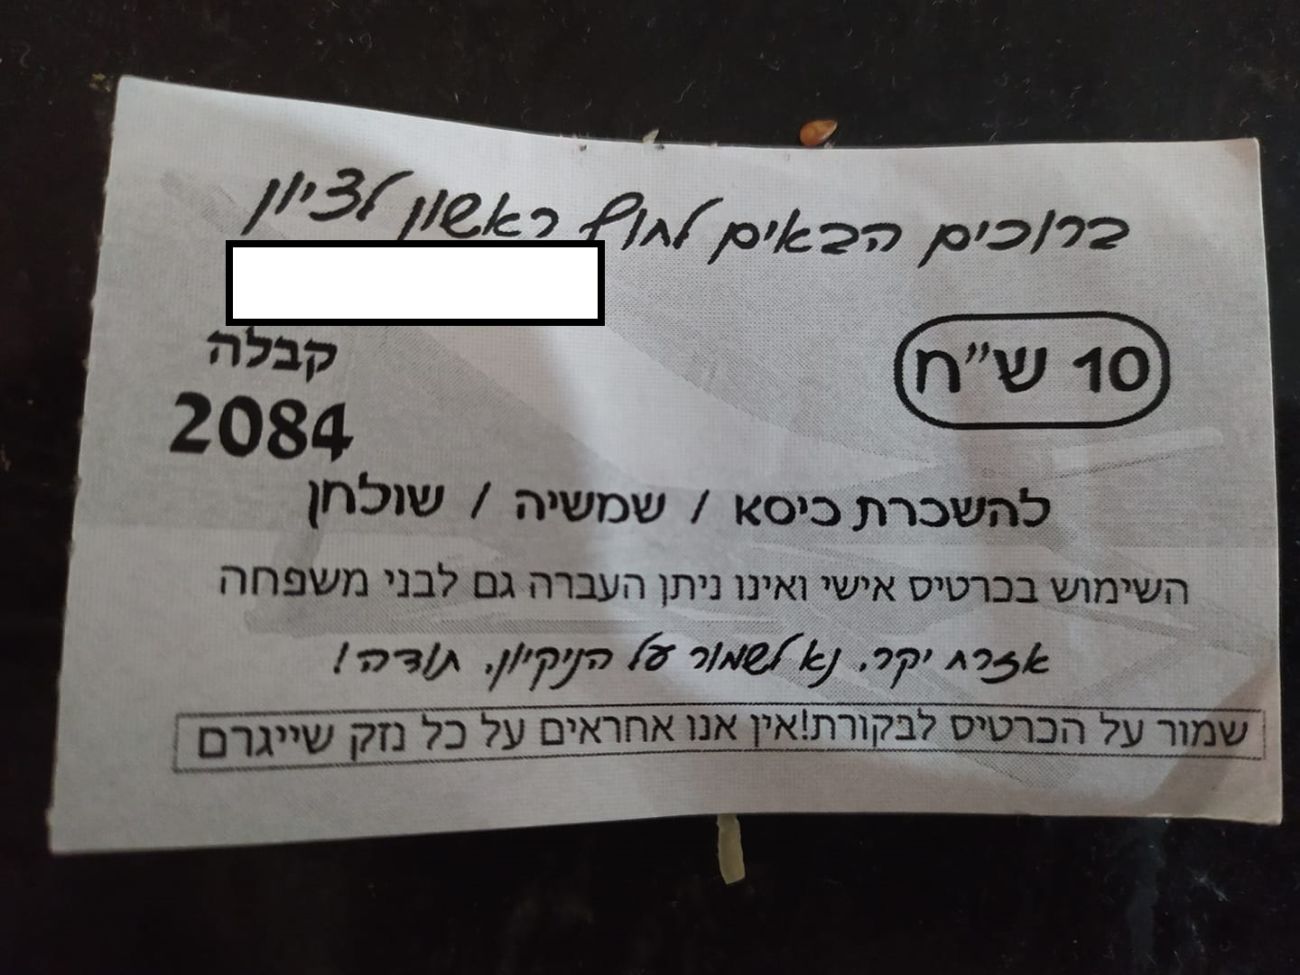 ברוכים הבאים לחוף ראשון לציון
10 ש"ח
קבלה
2084
להשכרת כיסא / שמשיה / שולחן
השימוש בכרטיס אישי ואינו ניתן העברה גם לבני משפחה
אזרח יקר, נא לשמור על הניקיון, תודה!
שמור על הכרטיס לבקורת!אין אנו אחראים על כל נזק שייגרם